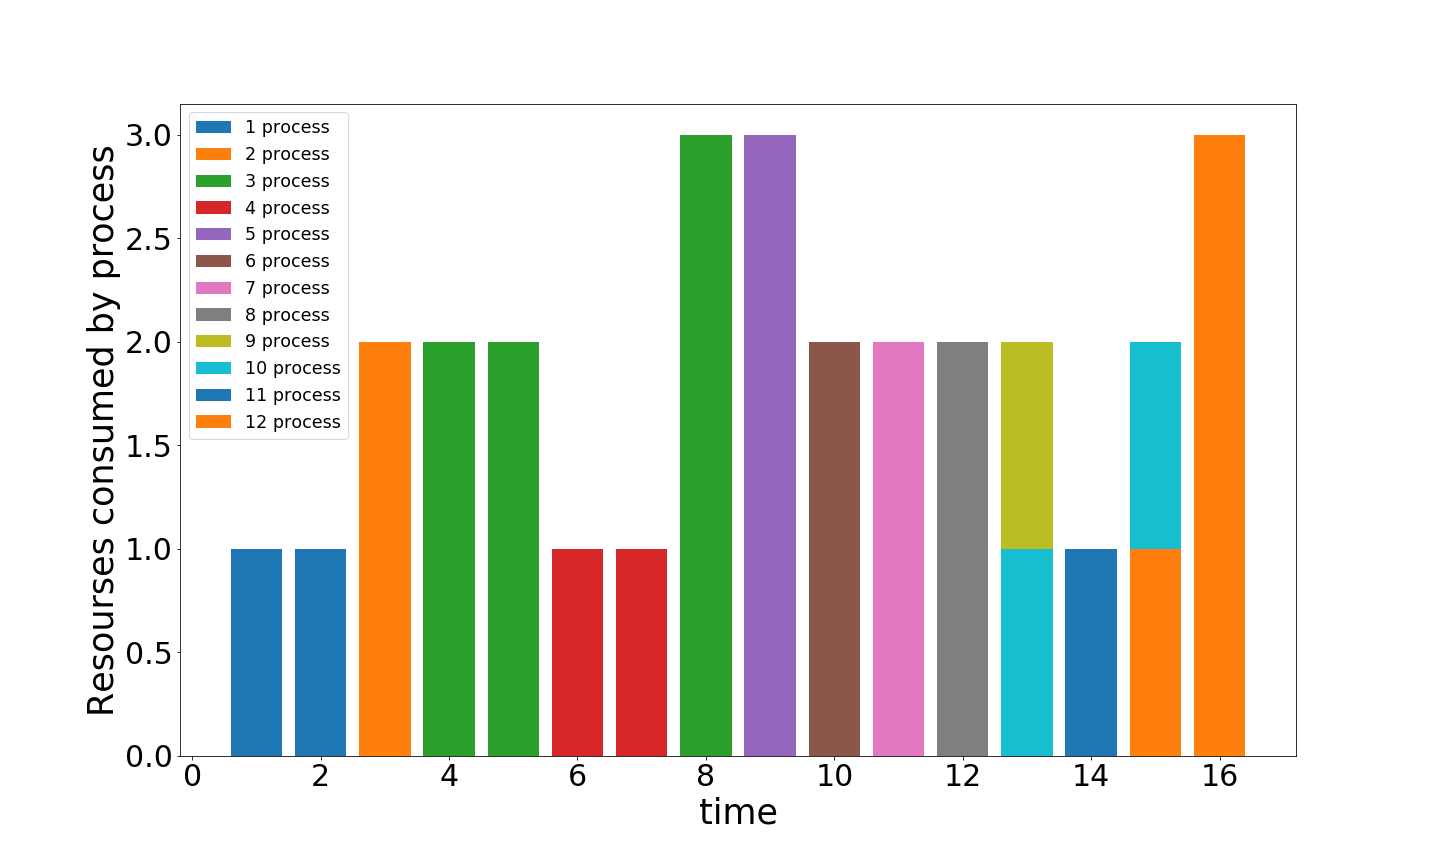 Resourses consumed by process
3.0
2.5
2.0
1.5
1.0
0.5
0.0
1 process
2 process
3 process
4 process
5 process
6 process
7 process
8 process
9 process
10 process
11 process
12 process
0 2 4 6 8 10 12 14 16
time